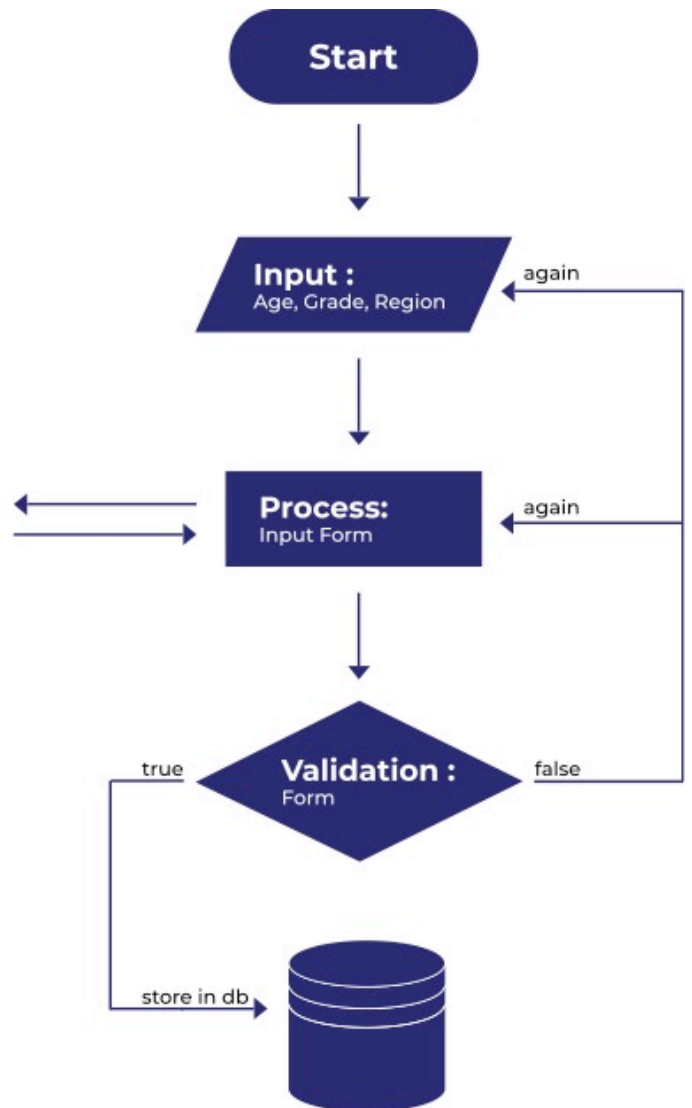 Start
Input :
Age, Grade, Region
again
Process:
Input Form
again
true
Validation :
Form
false
store in db